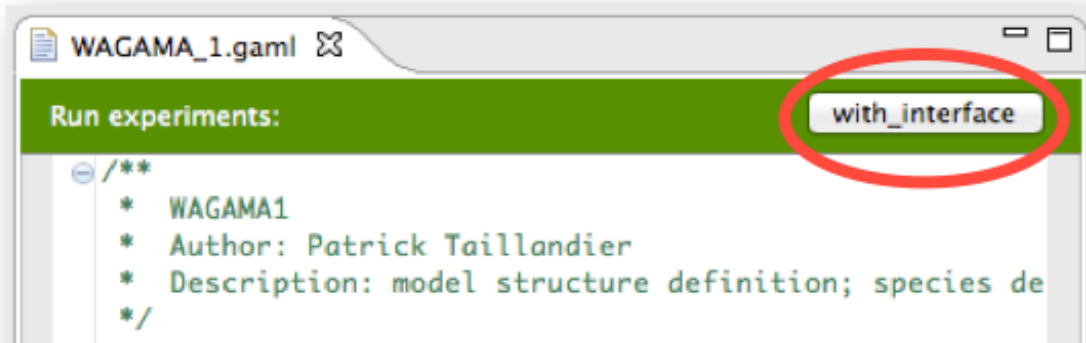 WAGAMA_1.gaml
Run experiments: with_interface
/**
* WAGAMA1
* Author: Patrick Taillandier
* Description: model structure definition; species de
*/